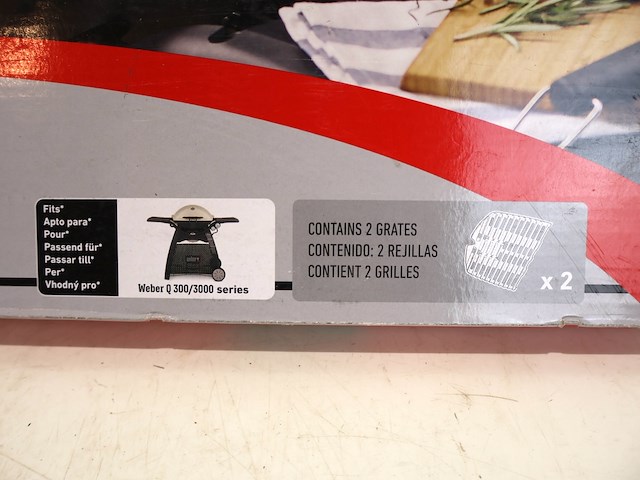 Fits*
Apto para*
Pour*
Passend für*
Passar till*
Per*
Vhodný pro*
Weber Q 300/3000 series
CONTAINS 2 GRATES
CONTENIDO: 2 REJILLAS
CONTIENT 2 GRILLES
x 2